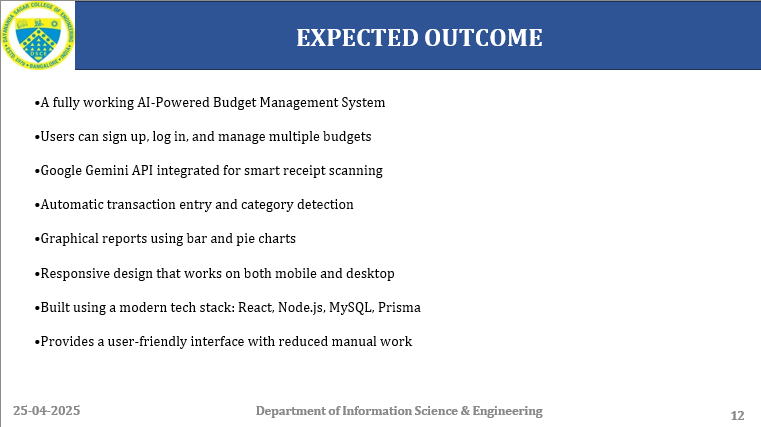 DAYANANDA SAGAR COLLEGE OF ENGINEERING
DSCE
BANGALORE
EXPECTED OUTCOME
•A fully working AI-Powered Budget Management System
•Users can sign up, log in, and manage multiple budgets
•Google Gemini API integrated for smart receipt scanning
•Automatic transaction entry and category detection
•Graphical reports using bar and pie charts
•Responsive design that works on both mobile and desktop
•Built using a modern tech stack: React, Node.js, MySQL, Prisma
•Provides a user-friendly interface with reduced manual work
25-04-2025
Department of Information Science & Engineering
12